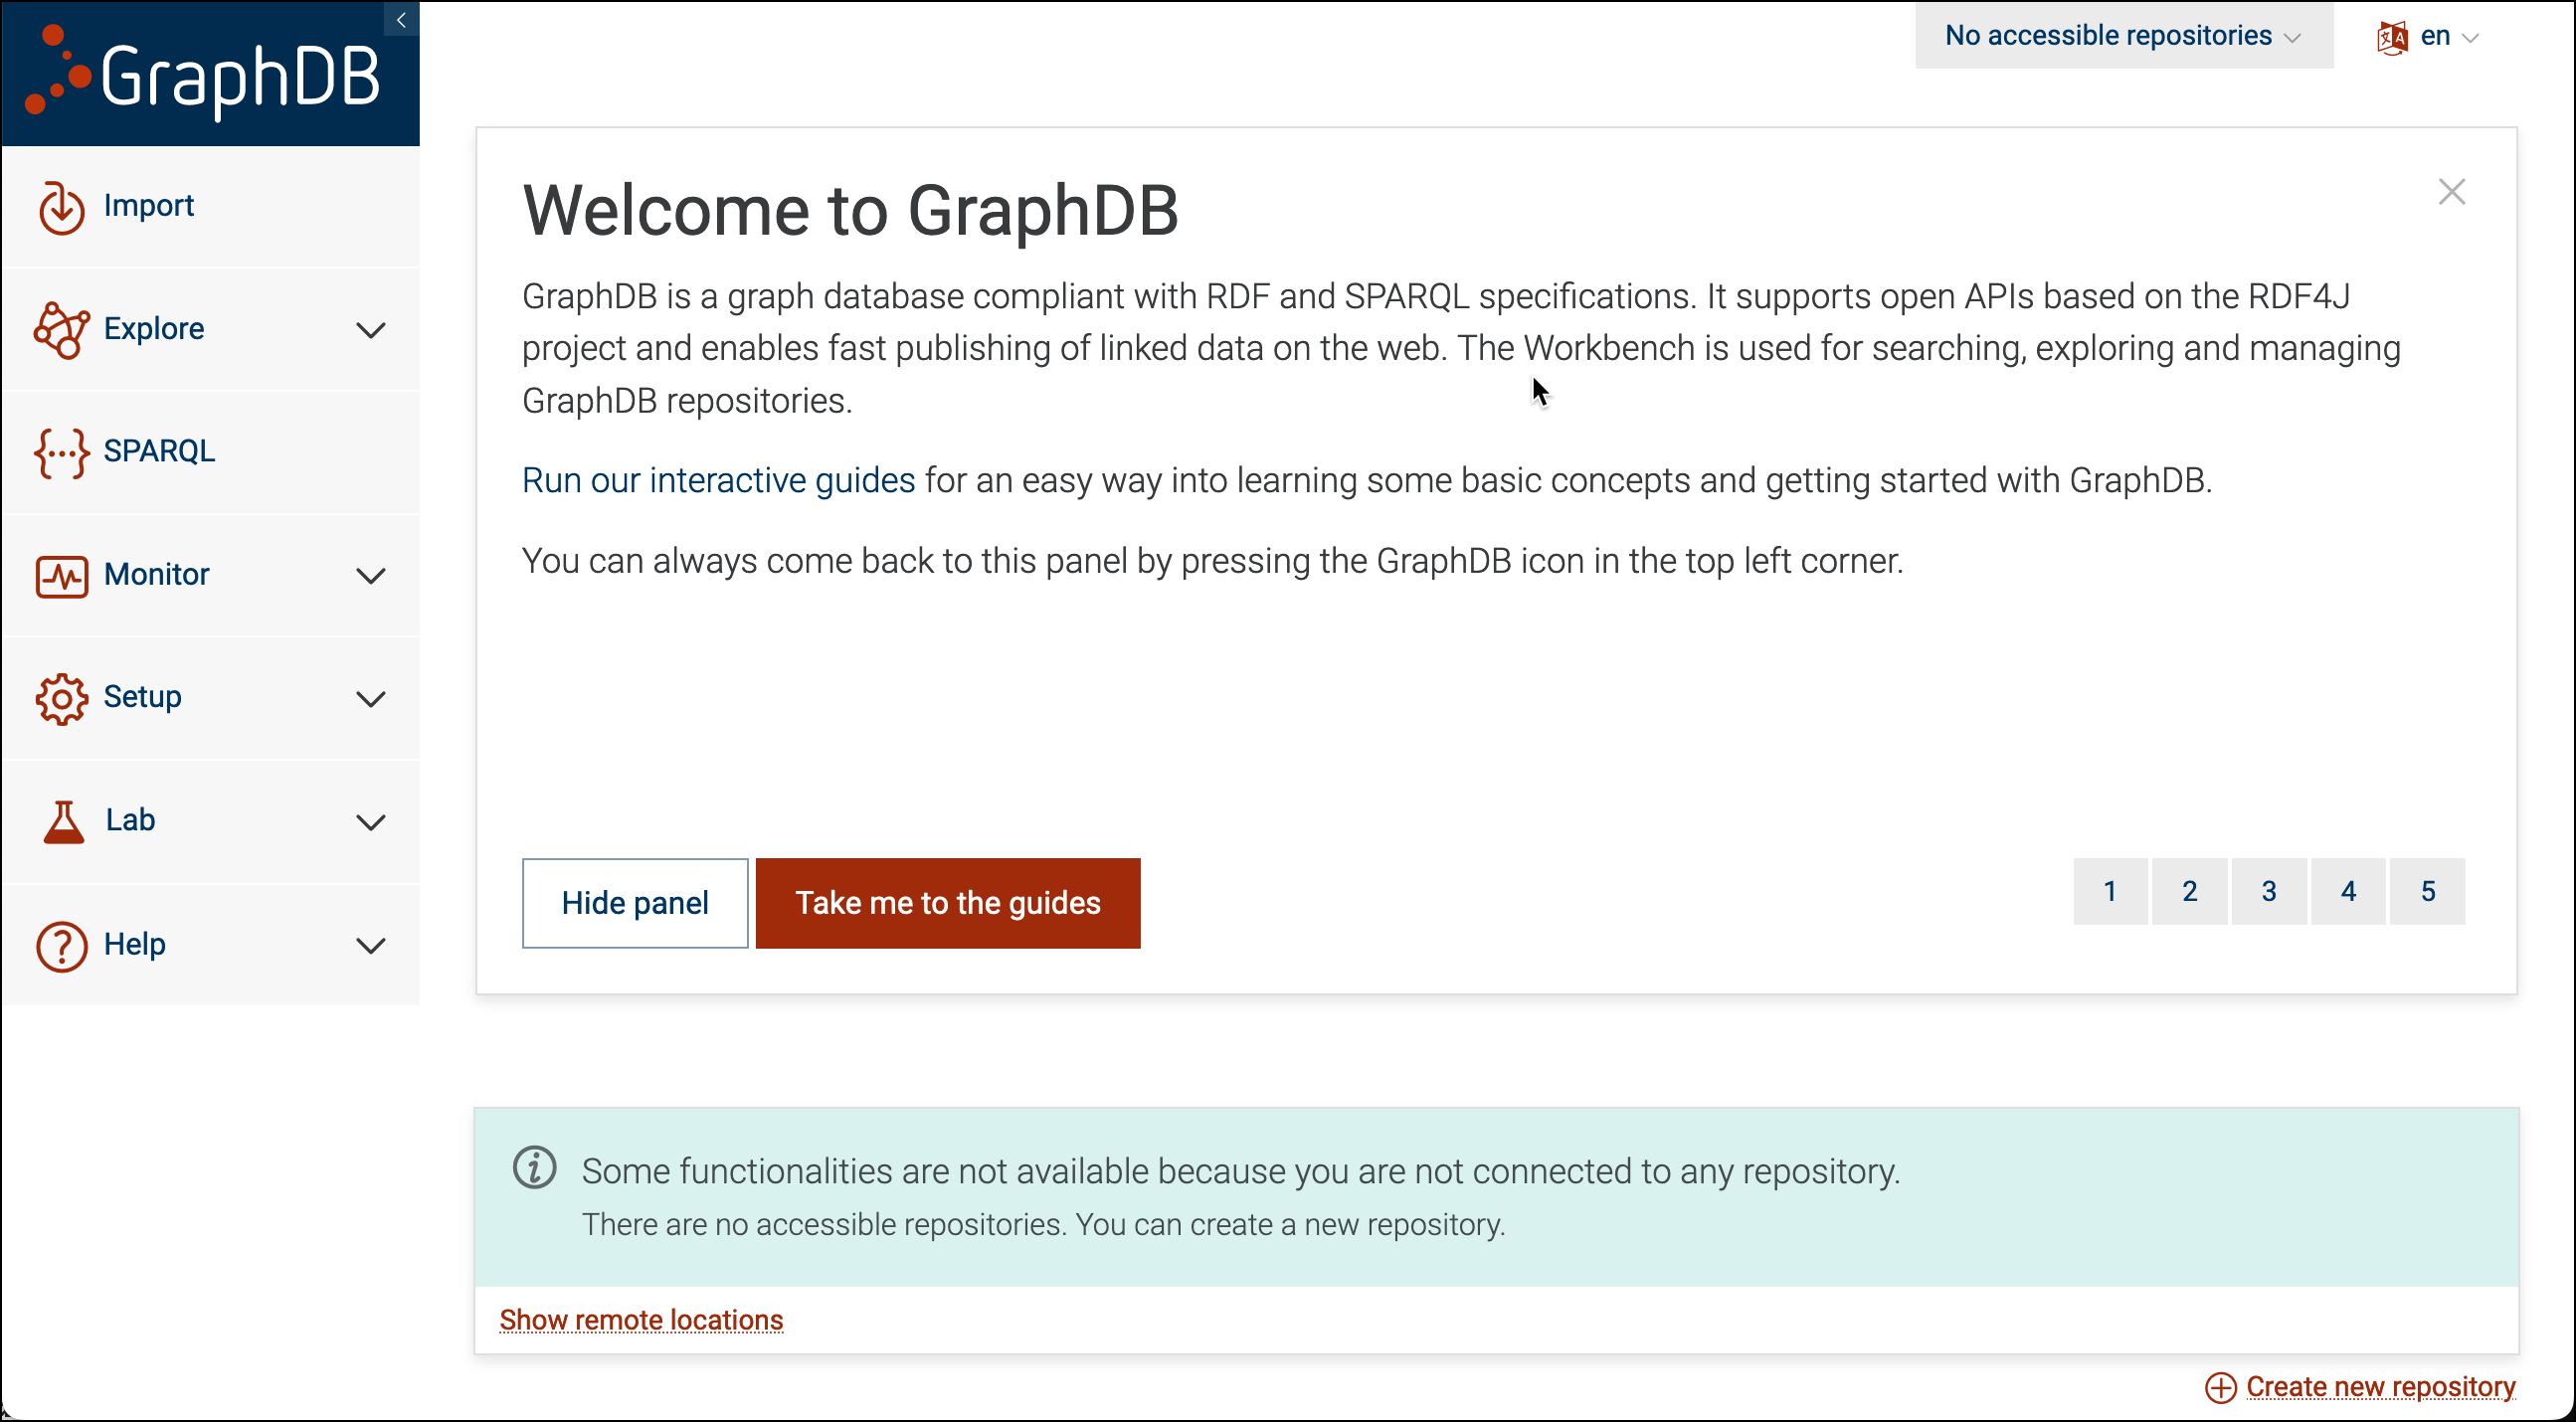 GraphDB
No accessible repositories
en
Import
Explore
SPARQL
Monitor
Setup
Lab
Help
Welcome to GraphDB
GraphDB is a graph database compliant with RDF and SPARQL specifications. It supports open APIs based on the RDF4J
project and enables fast publishing of linked data on the web. The Workbench is used for searching, exploring and managing
GraphDB repositories.
Run our interactive guides for an easy way into learning some basic concepts and getting started with GraphDB.
You can always come back to this panel by pressing the GraphDB icon in the top left corner.
Hide panel
Take me to the guides
1 2 3 4 5
Some functionalities are not available because you are not connected to any repository.
There are no accessible repositories. You can create a new repository.
Show remote locations
Create new repository